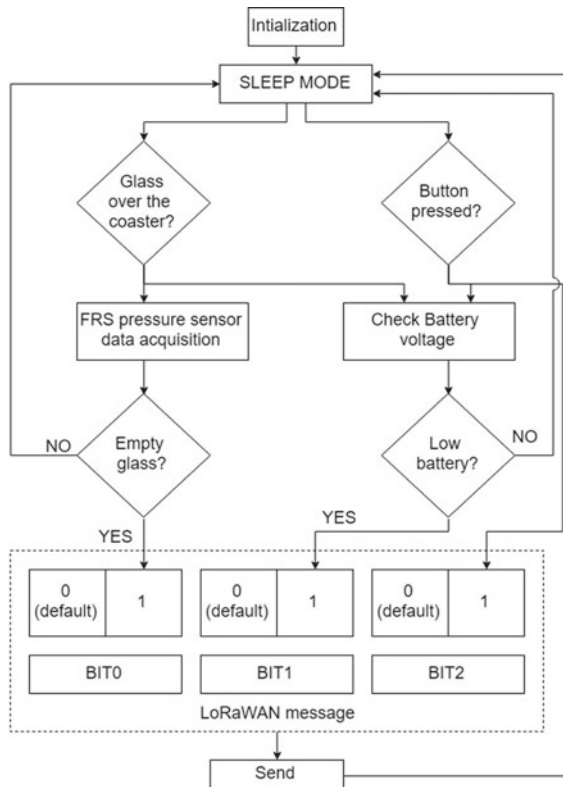 Intialization
SLEEP MODE
Glass
over the
coaster?
Button
pressed?
FRS pressure sensor
data acquisition
Check Battery
voltage
NO
Empty
glass?
Low
battery?
NO
YES
YES
0
(default)
1
0
(default)
1
0
(default)
1
BIT0
BIT1
BIT2
LoRaWAN message
Send